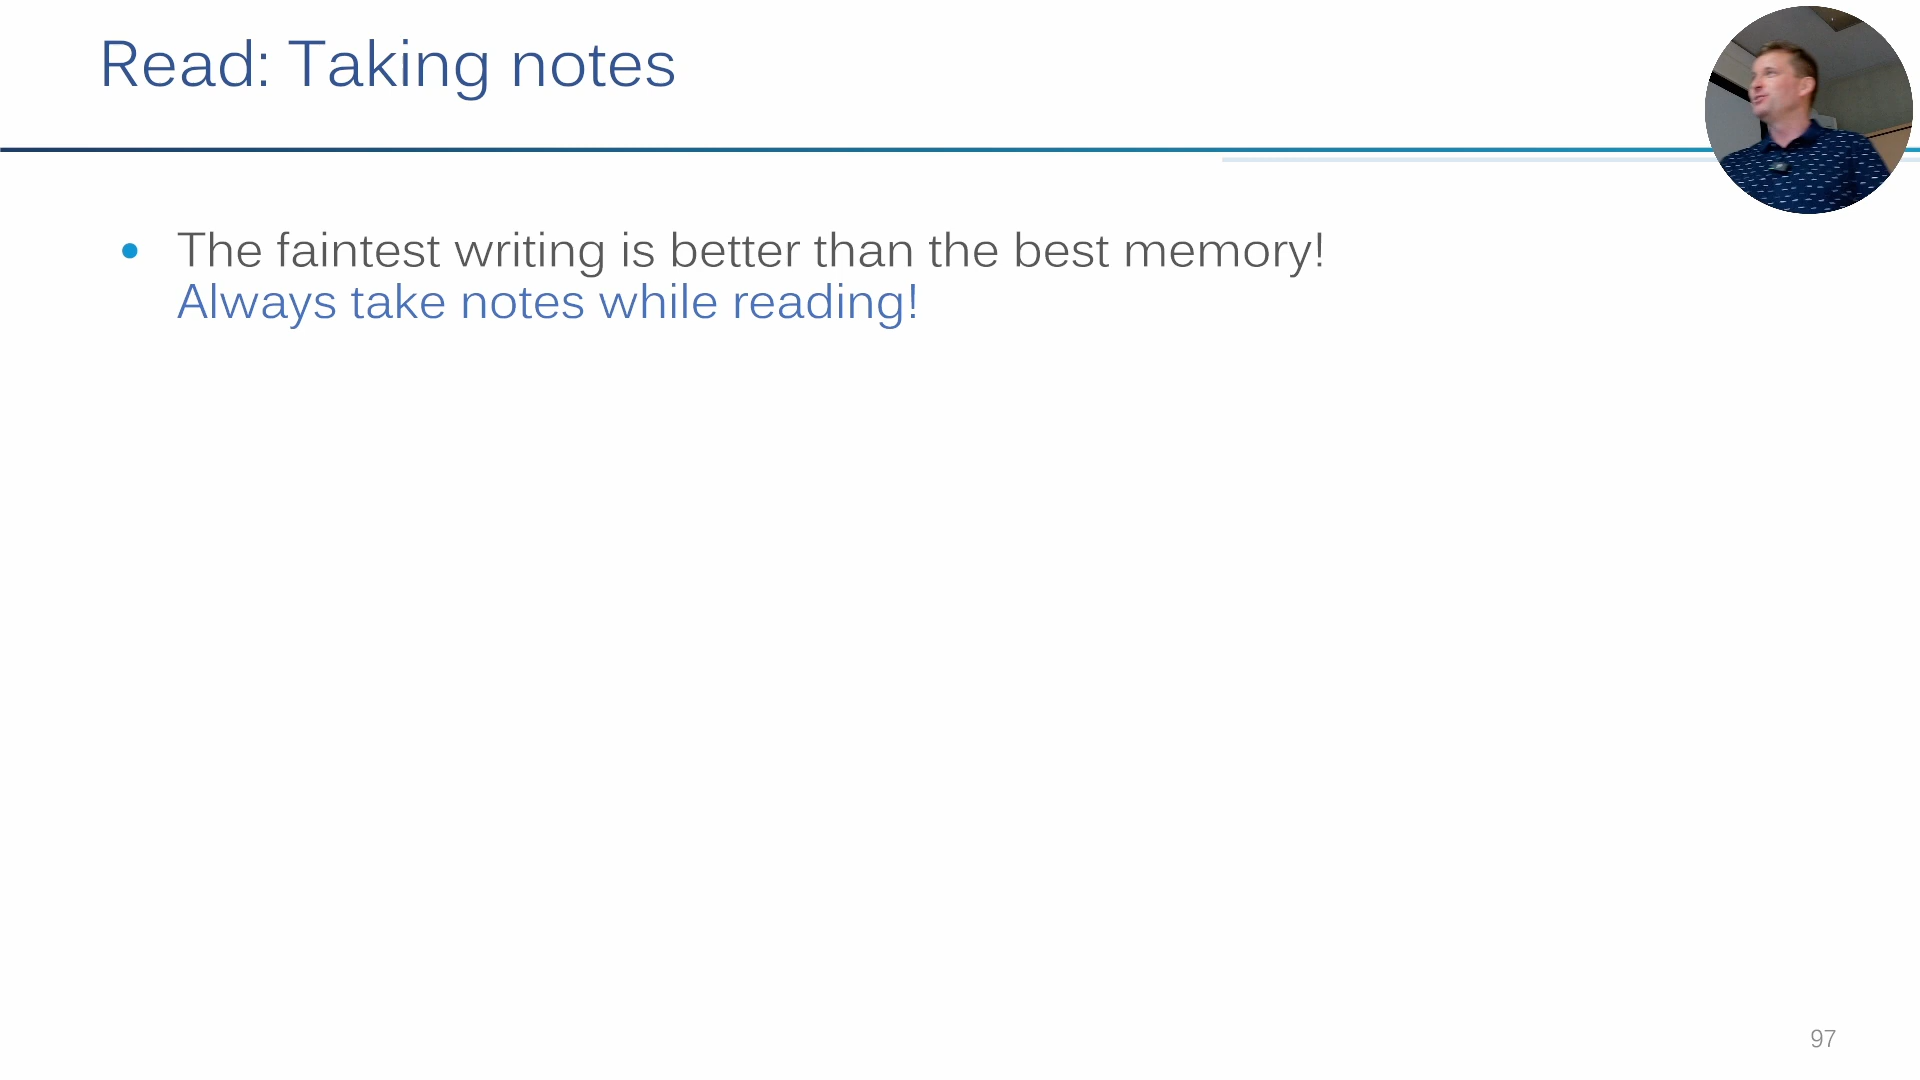 Read: Taking notes
The faintest writing is better than the best memory!
Always take notes while reading!
97